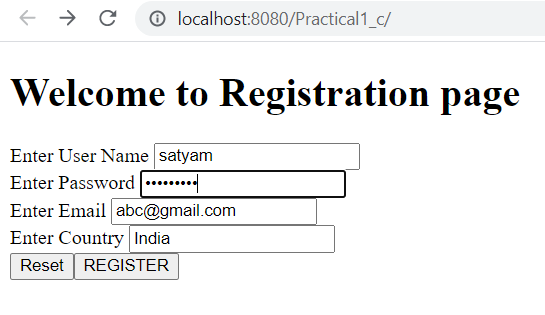 localhost:8080/Practical1_c/
Welcome to Registration page
Enter User Name satyam
Enter Password •••••••••
Enter Email abc@gmail.com
Enter Country India
Reset REGISTER